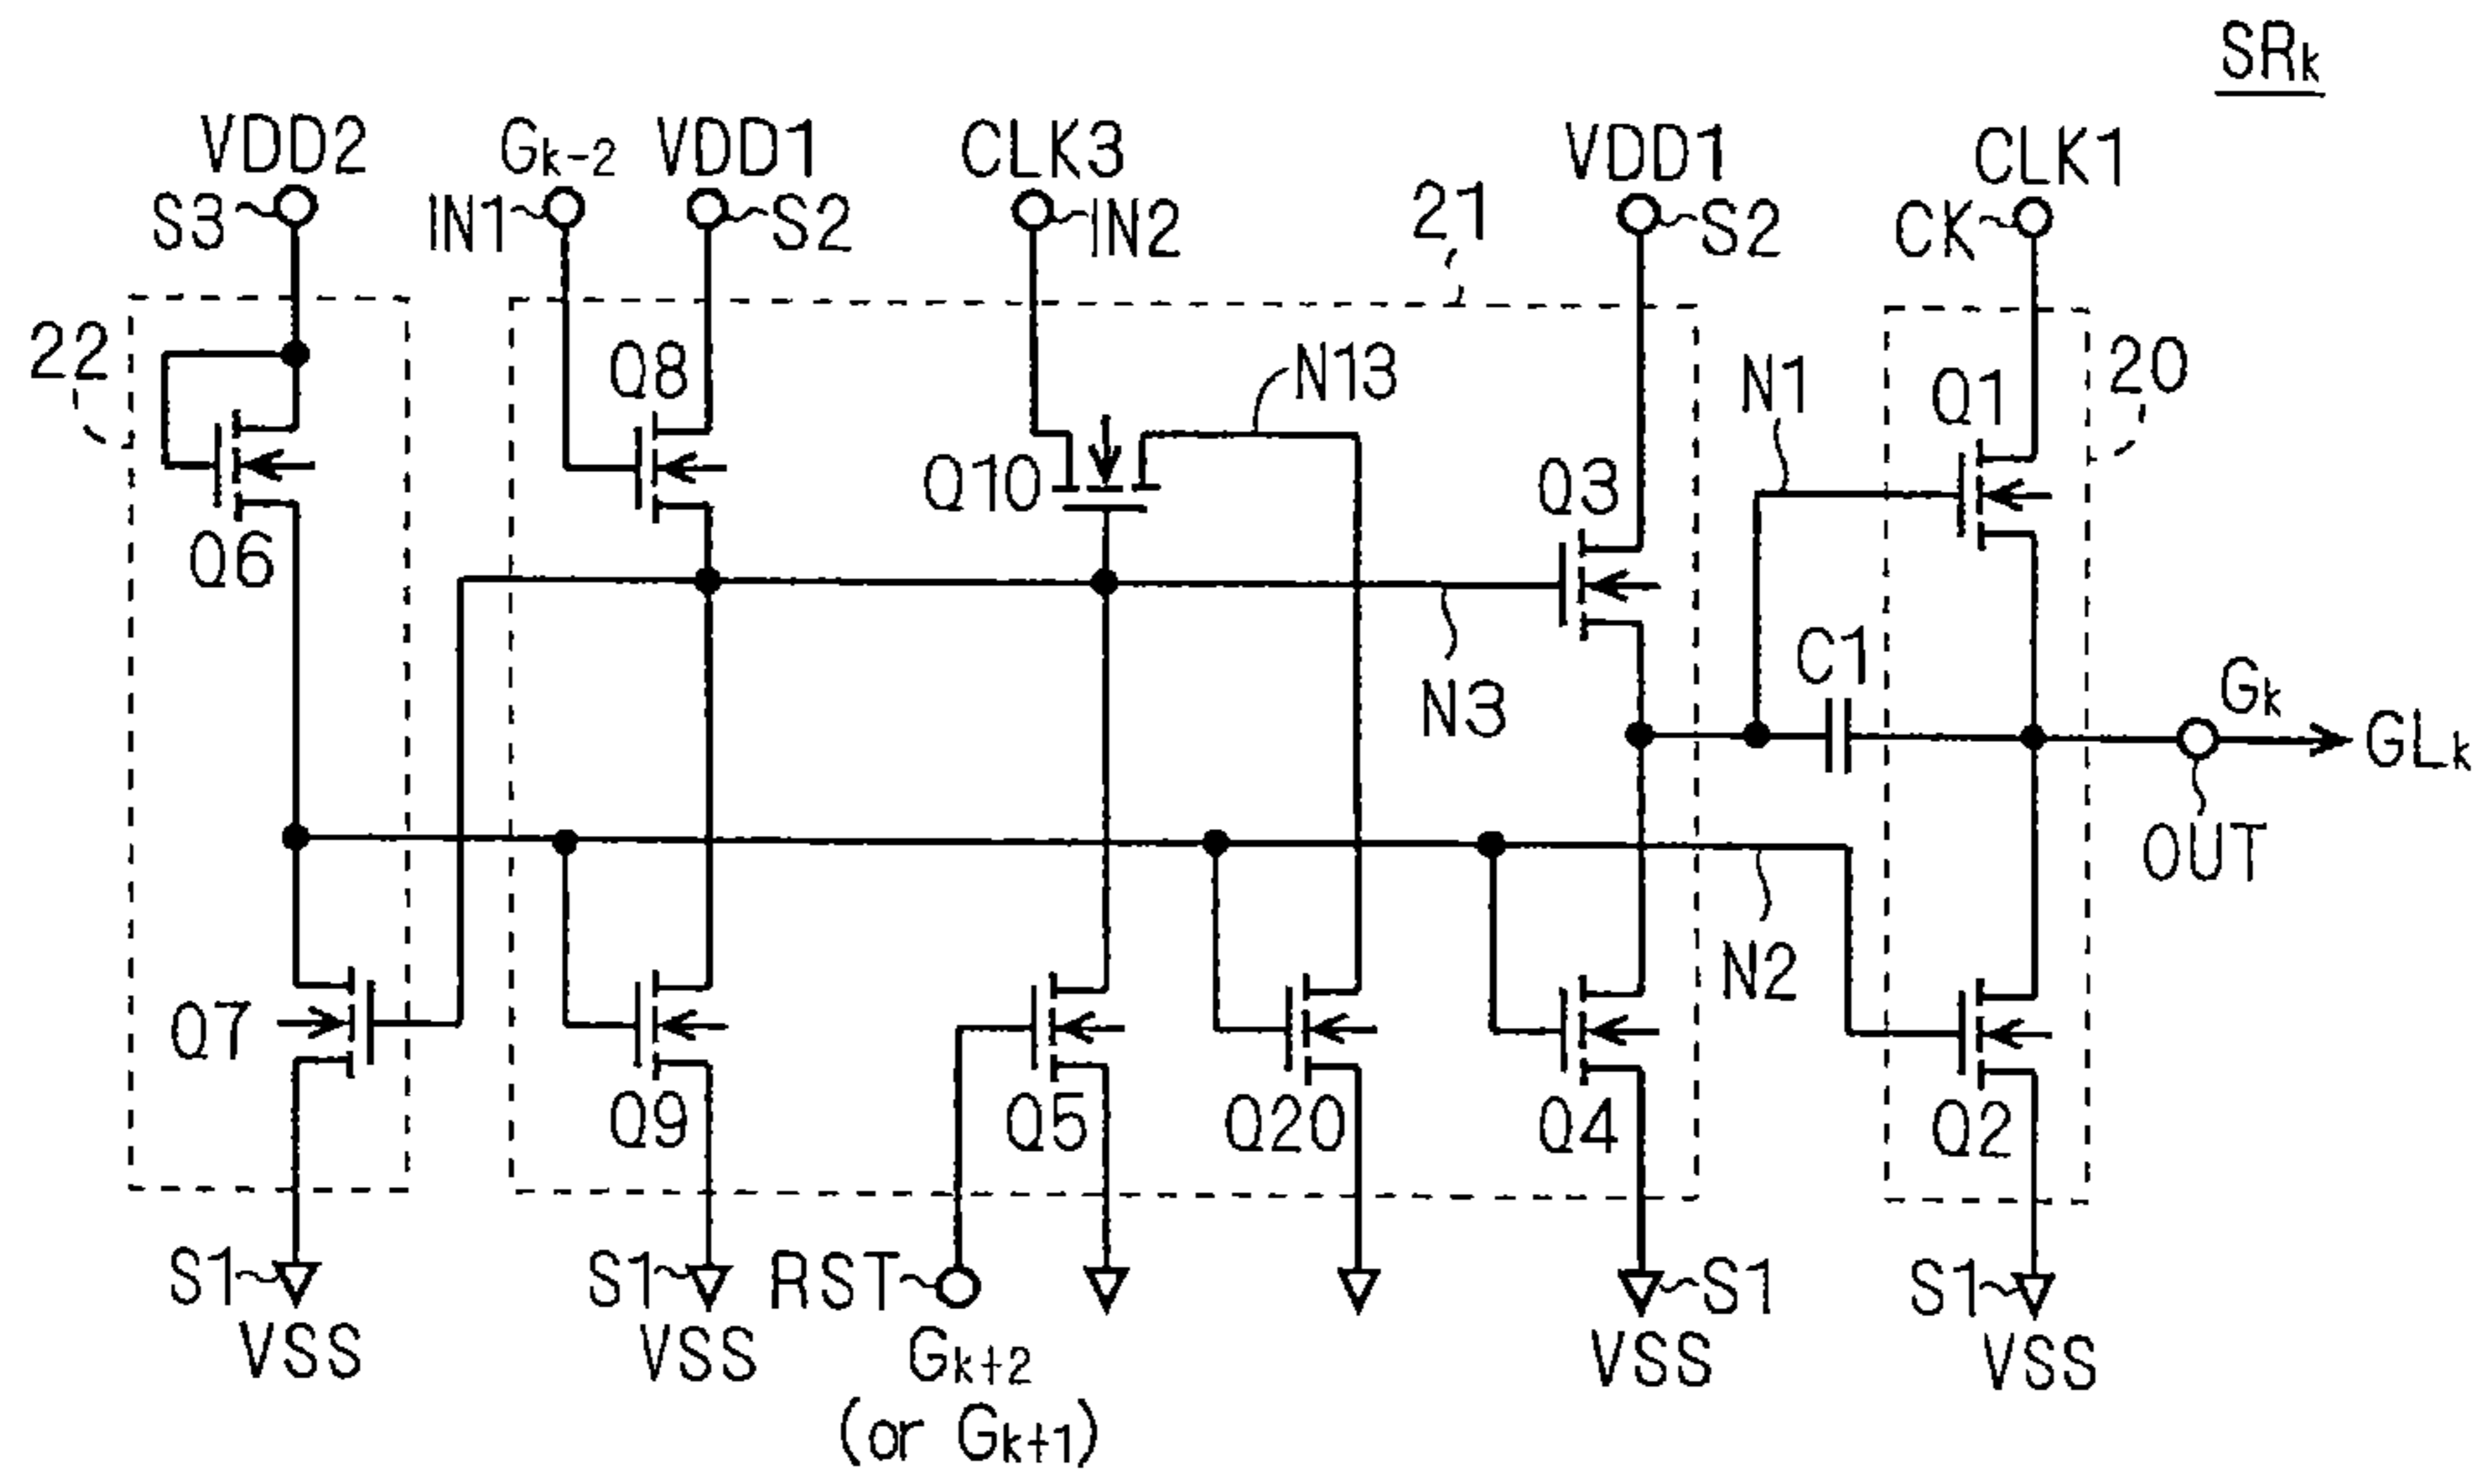 SRk
VDD2
Gk-2
VDD1
CLK3
VDD1
CLK1
S3
IN1
S2
IN2
21
S2
CK
22
Q8
N13
N1
Q1
20
Q10
Q3
Q6
C1
Gk
N3
GLk
OUT
N2
Q7
Q9
Q5
Q20
Q4
Q2
S1
S1
RST
S1
S1
VSS
VSS
Gk+2
VSS
VSS
(or Gk+1)